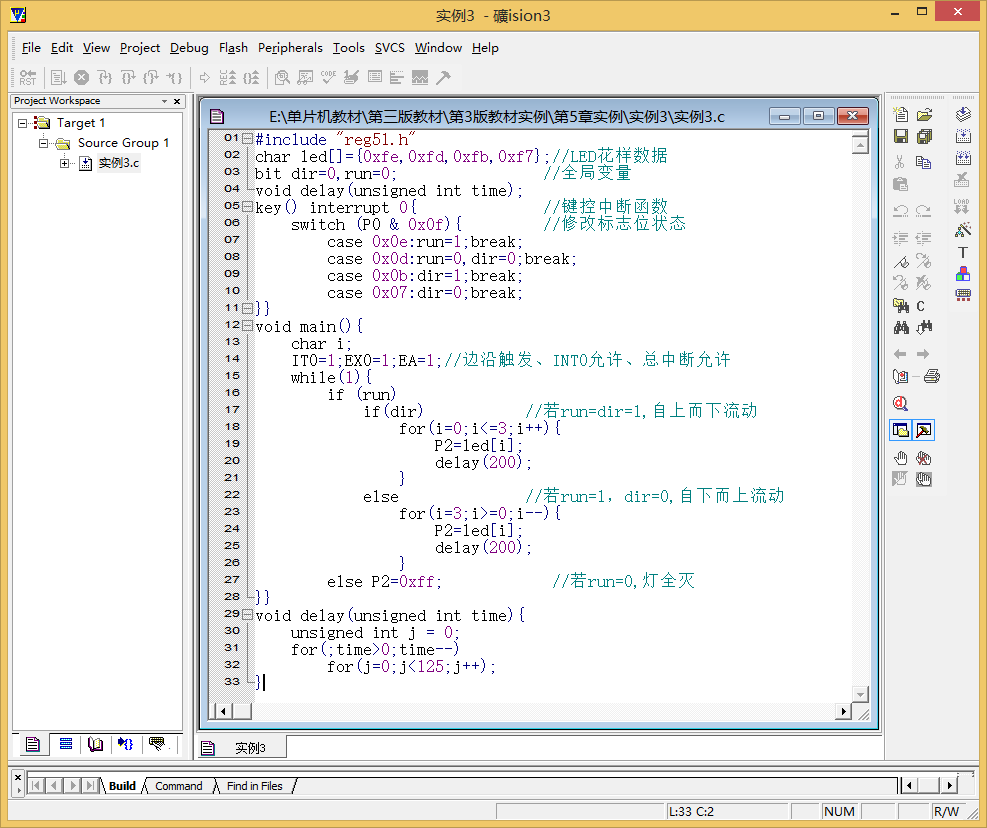 实例3 - 礦ision3
File Edit View Project Debug Flash Peripherals Tools SVCS Window Help
RST
CODE
Project Workspace
Target 1
Source Group 1
实例3.c
E:\单片机教材\第三版教材\第3版教材实例\第5章实例\实例3\实例3.c
01 #include "reg51.h"
02 char led[]={0xfe,0xfd,0xfb,0xf7};//LED花样数据
03 bit dir=0,run=0; //全局变量
04 void delay(unsigned int time);
05 key() interrupt 0{ //键控中断函数
06 switch (P0 & 0x0f){ //修改标志位状态
07 case 0x0e:run=1;break;
08 case 0x0d:run=0,dir=0;break;
09 case 0x0b:dir=1;break;
10 case 0x07:dir=0;break;
11 }}
12 void main(){
13 char i;
14 IT0=1;EX0=1;EA=1;//边沿触发、INT0允许、总中断允许
15 while(1){
16 if (run)
17 if(dir) //若run=dir=1,自上而下流动
18 for(i=0;i<=3;i++){
19 P2=led[i];
20 delay(200);
21 }
22 else //若run=1，dir=0,自下而上流动
23 for(i=3;i>=0;i--){
24 P2=led[i];
25 delay(200);
26 }
27 else P2=0xff; //若run=0,灯全灭
28 }}
29 void delay(unsigned int time){
30 unsigned int j = 0;
31 for(;time>0;time--)
32 for(j=0;j<125;j++);
33 }
LOAD
T
C
实例3
Build Command Find in Files
L:33 C:2 NUM R/W